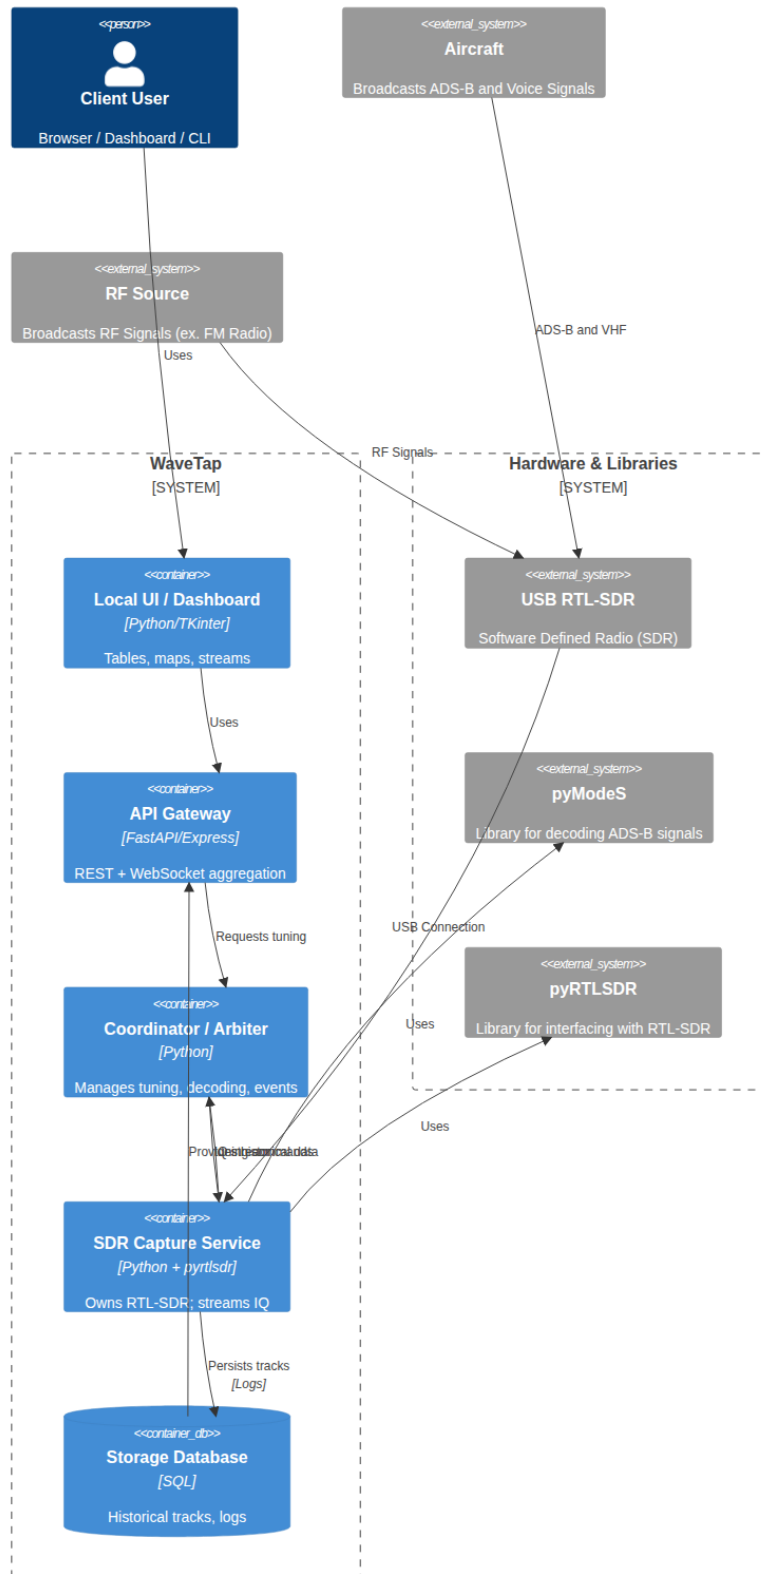 <<person>>
Client User
Browser / Dashboard / CLI
<<external_system>>
Aircraft
Broadcasts ADS-B and Voice Signals
<<external_system>>
RF Source
Broadcasts RF Signals (ex. FM Radio)
Uses
ADS-B and VHF
RF Signals
WaveTap
[SYSTEM]
Hardware & Libraries
[SYSTEM]
<<container>>
Local UI / Dashboard
[Python/TKinter]
Tables, maps, streams
<<external_system>>
USB RTL-SDR
Software Defined Radio (SDR)
Uses
<<container>>
API Gateway
[FastAPI/Express]
REST + WebSocket aggregation
<<external_system>>
pyModeS
Library for decoding ADS-B signals
Requests tuning
USB Connection
<<external_system>>
pyRTLSDR
Library for interfacing with RTL-SDR
<<container>>
Coordinator / Arbiter
[Python]
Manages tuning, decoding, events
Uses
Uses
<<container>>
SDR Capture Service
[Python + pyrtlsdr]
Owns RTL-SDR; streams IQ
Persists tracks
[Logs]
<<container_db>>
Storage Database
[SQL]
Historical tracks, logs